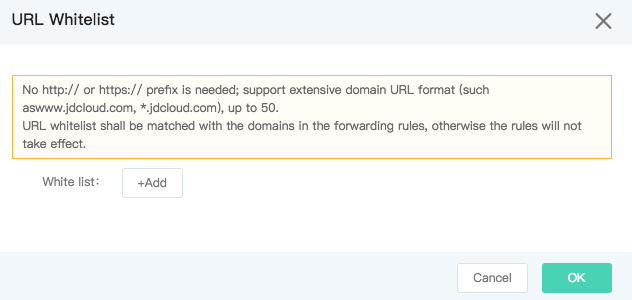 URL Whitelist
No http:// or https:// prefix is needed; support extensive domain URL format (such
aswww.jdcloud.com, *.jdcloud.com), up to 50.
URL whitelist shall be matched with the domains in the forwarding rules, otherwise the rules will not
take effect.
White list: +Add
Cancel OK